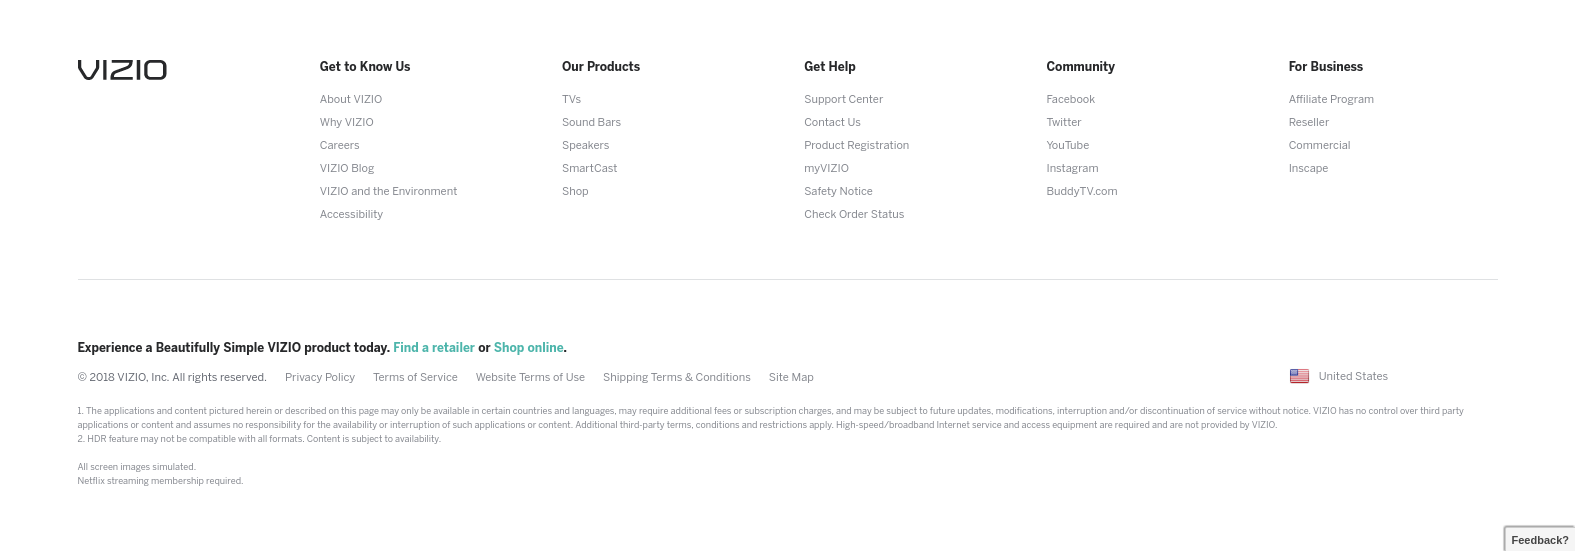 VIZIO
Get to Know Us
About VIZIO
Why VIZIO
Careers
VIZIO Blog
VIZIO and the Environment
Accessibility
Our Products
TVs
Sound Bars
Speakers
SmartCast
Shop
Get Help
Support Center
Contact Us
Product Registration
myVIZIO
Safety Notice
Check Order Status
Community
Facebook
Twitter
YouTube
Instagram
BuddyTV.com
For Business
Affiliate Program
Reseller
Commercial
Inscape
Experience a Beautifully Simple VIZIO product today. Find a retailer or Shop online.
© 2018 VIZIO, Inc. All rights reserved. Privacy Policy Terms of Service Website Terms of Use Shipping Terms & Conditions Site Map
United States
1. The applications and content pictured herein or described on this page may only be available in certain countries and languages, may require additional fees or subscription charges, and may be subject to future updates, modifications, interruption and/or discontinuation of service without notice. VIZIO has no control over third party
applications or content and assumes no responsibility for the availability or interruption of such applications or content. Additional third-party terms, conditions and restrictions apply. High-speed/broadband Internet service and access equipment are required and are not provided by VIZIO.
2. HDR feature may not be compatible with all formats. Content is subject to availability.
All screen images simulated.
Netflix streaming membership required.
Feedback?